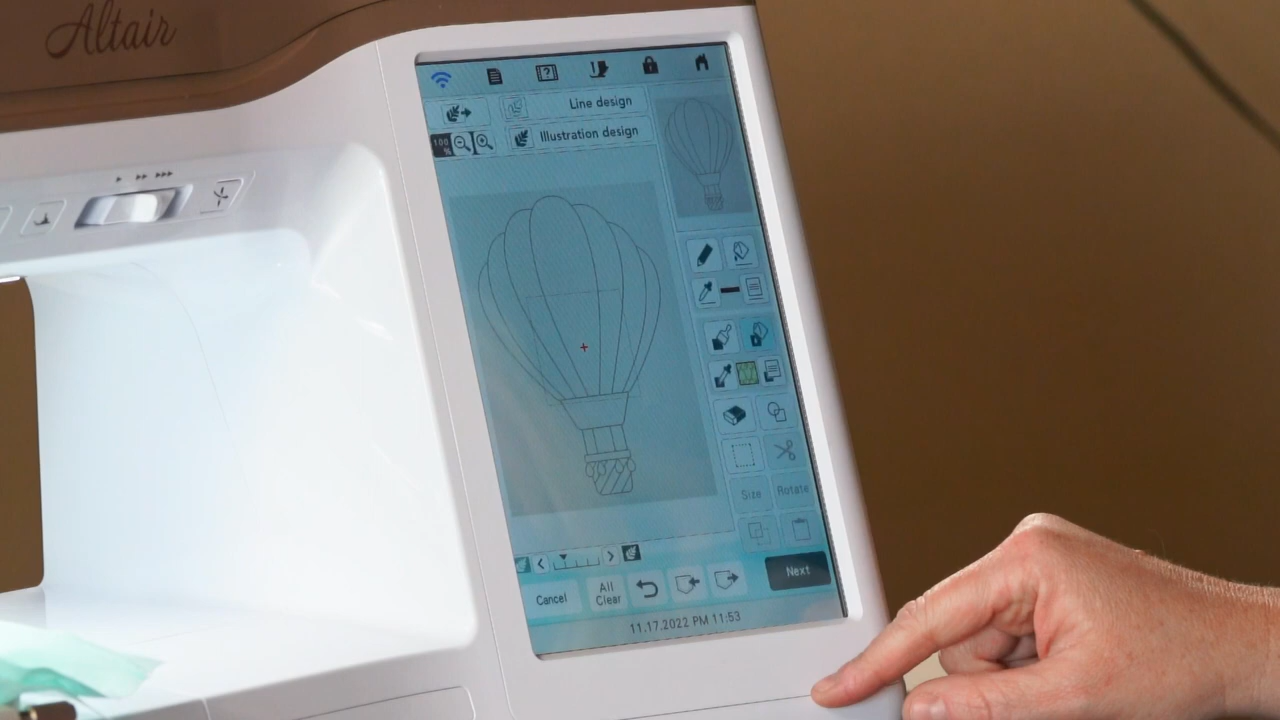 Altair
Line design
Illustration design
100
%
Size
Rotate
Next
Cancel
All
Clear
11.17.2022 PM 11:53